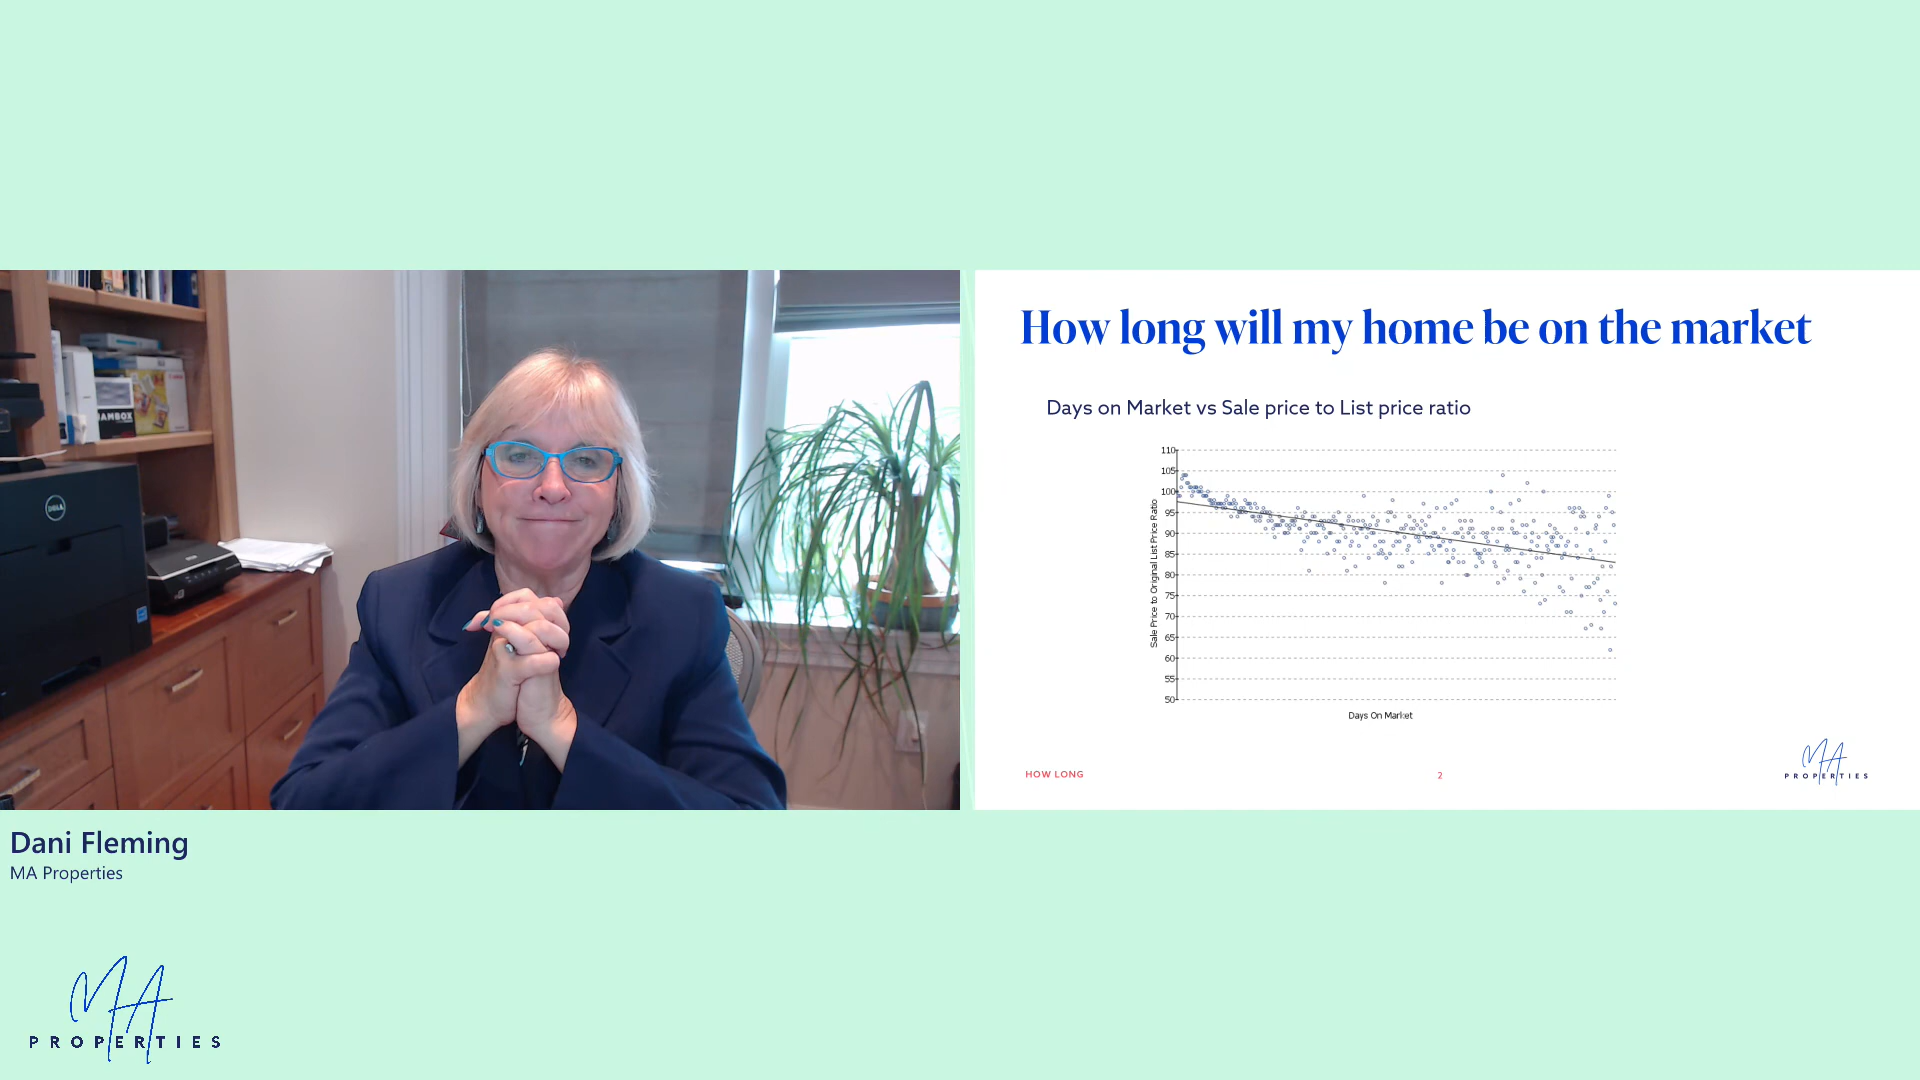 DELL
JAMBOX
How long will my home be on the market
Days on Market vs Sale price to List price ratio
110
105
100
95
90
85
80
75
70
65
60
55
50
Sale Price to Original List Price Ratio
Days On Market
HOW LONG
2
MA
PROPERTIES
Dani Fleming
MA Properties
MA
PROPERTIES